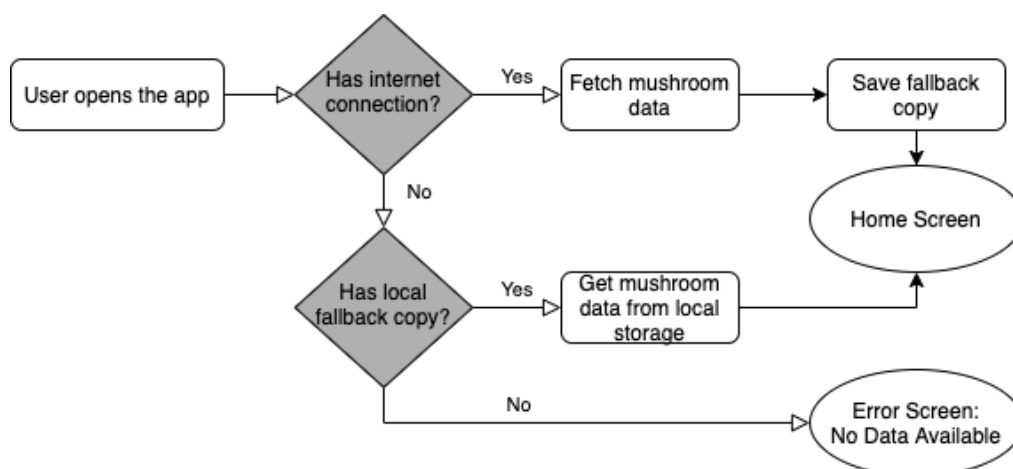 User opens the app
Has internet
connection?
Yes
Fetch mushroom
data
Save fallback
copy
No
Home Screen
Has local
fallback copy?
Yes
Get mushroom
data from local
storage
No
Error Screen:
No Data Available